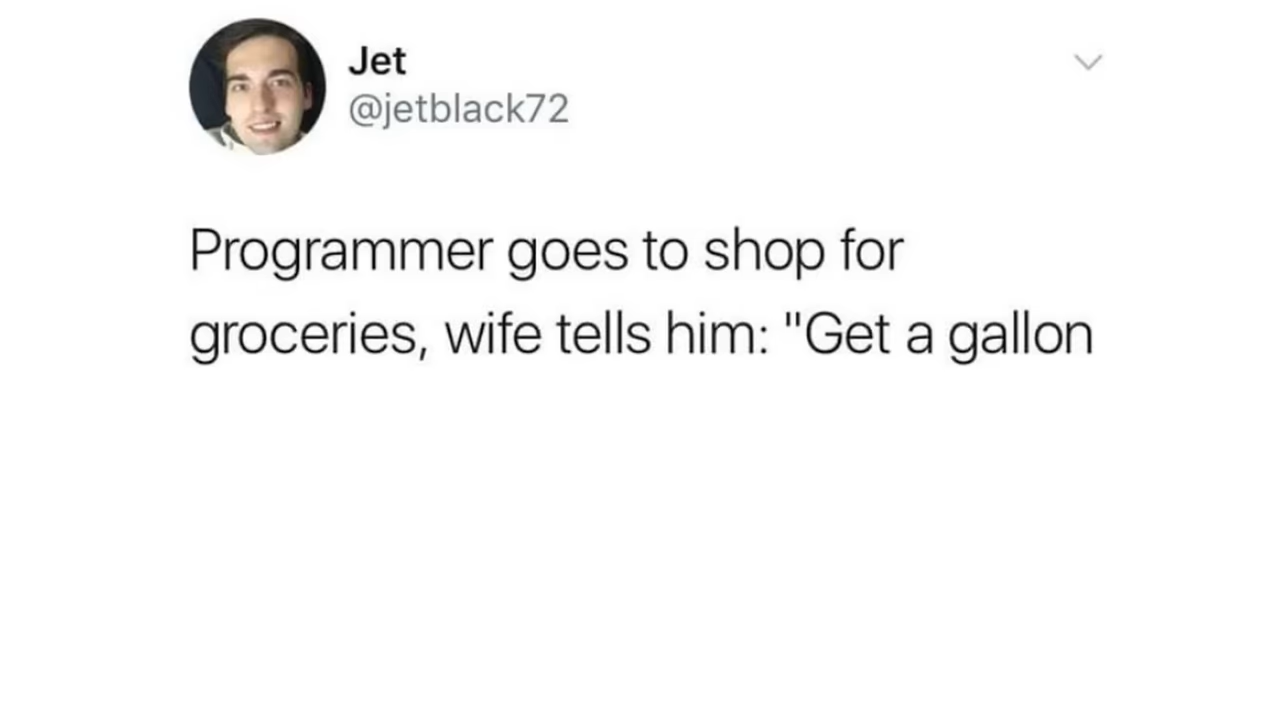 Jet
@jetblack72
Programmer goes to shop for
groceries, wife tells him: "Get a gallon